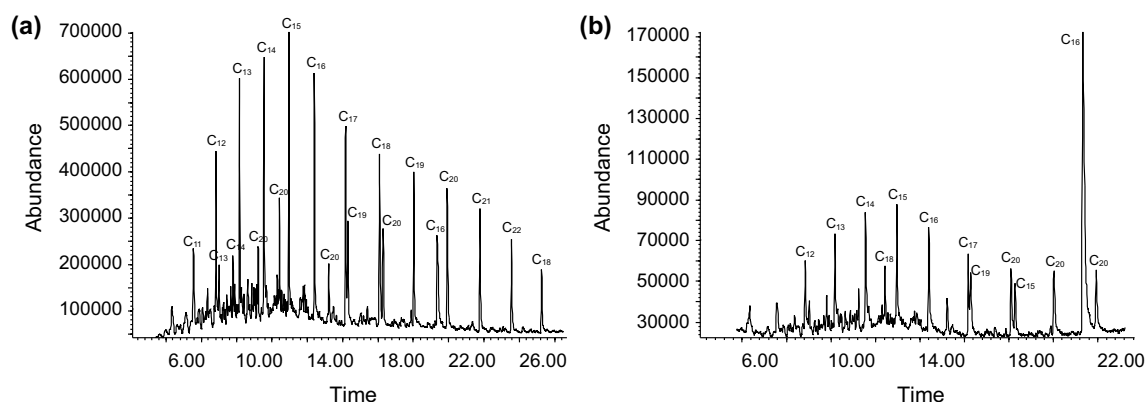 (a)
Abundance
700000
600000
500000
400000
300000
200000
100000
C₁₁
C₁₂
C₁₃
C₁₄
C₁₃
C₂₀
C₁₄
C₂₀
C₁₅
C₁₆
C₂₀
C₁₇
C₁₉
C₁₈
C₂₀
C₁₉
C₁₆
C₂₀
C₂₁
C₂₂
C₁₈
6.00 10.00 14.00 18.00 22.00 26.00
Time
(b)
Abundance
170000
150000
130000
110000
90000
70000
50000
30000
C₁₂
C₁₃
C₁₄
C₁₈
C₁₅
C₁₆
C₁₇
C₁₉
C₂₀
C₁₅
C₂₀
C₁₆
C₂₀
6.00 10.00 14.00 18.00 22.00
Time